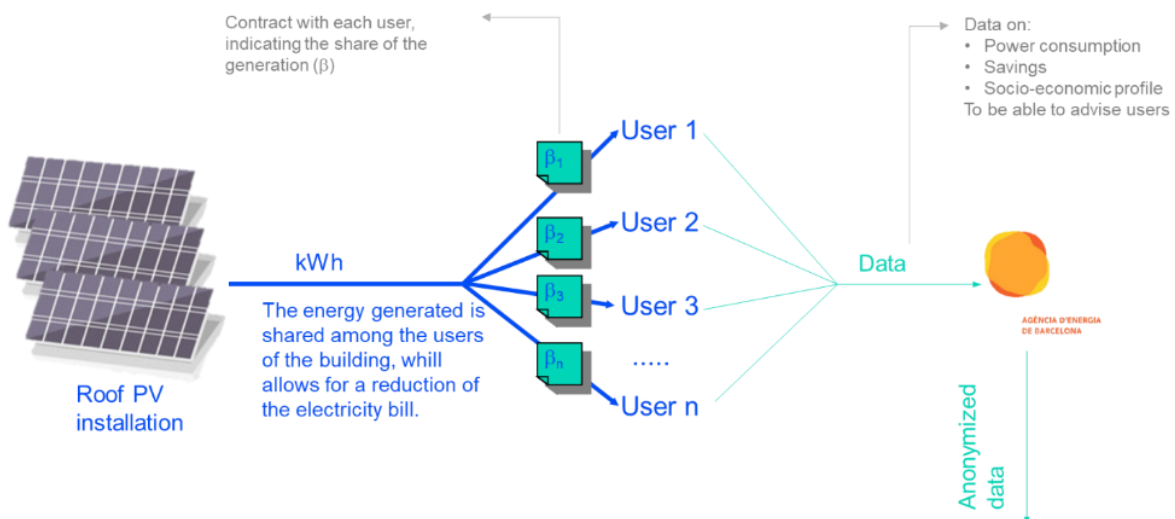 Contract with each user,
indicating the share of the
generation (β)
Data on:
• Power consumption
• Savings
• Socio-economic profile
To be able to advise users
β1
User 1
β2
User 2
kWh
β3
User 3
The energy generated is
shared among the users
of the building, whill
allows for a reduction of
the electricity bill.
βn
.....
User n
Roof PV
installation
Data
AGÈNCIA D'ENERGIA
DE BARCELONA
Anonymized
data